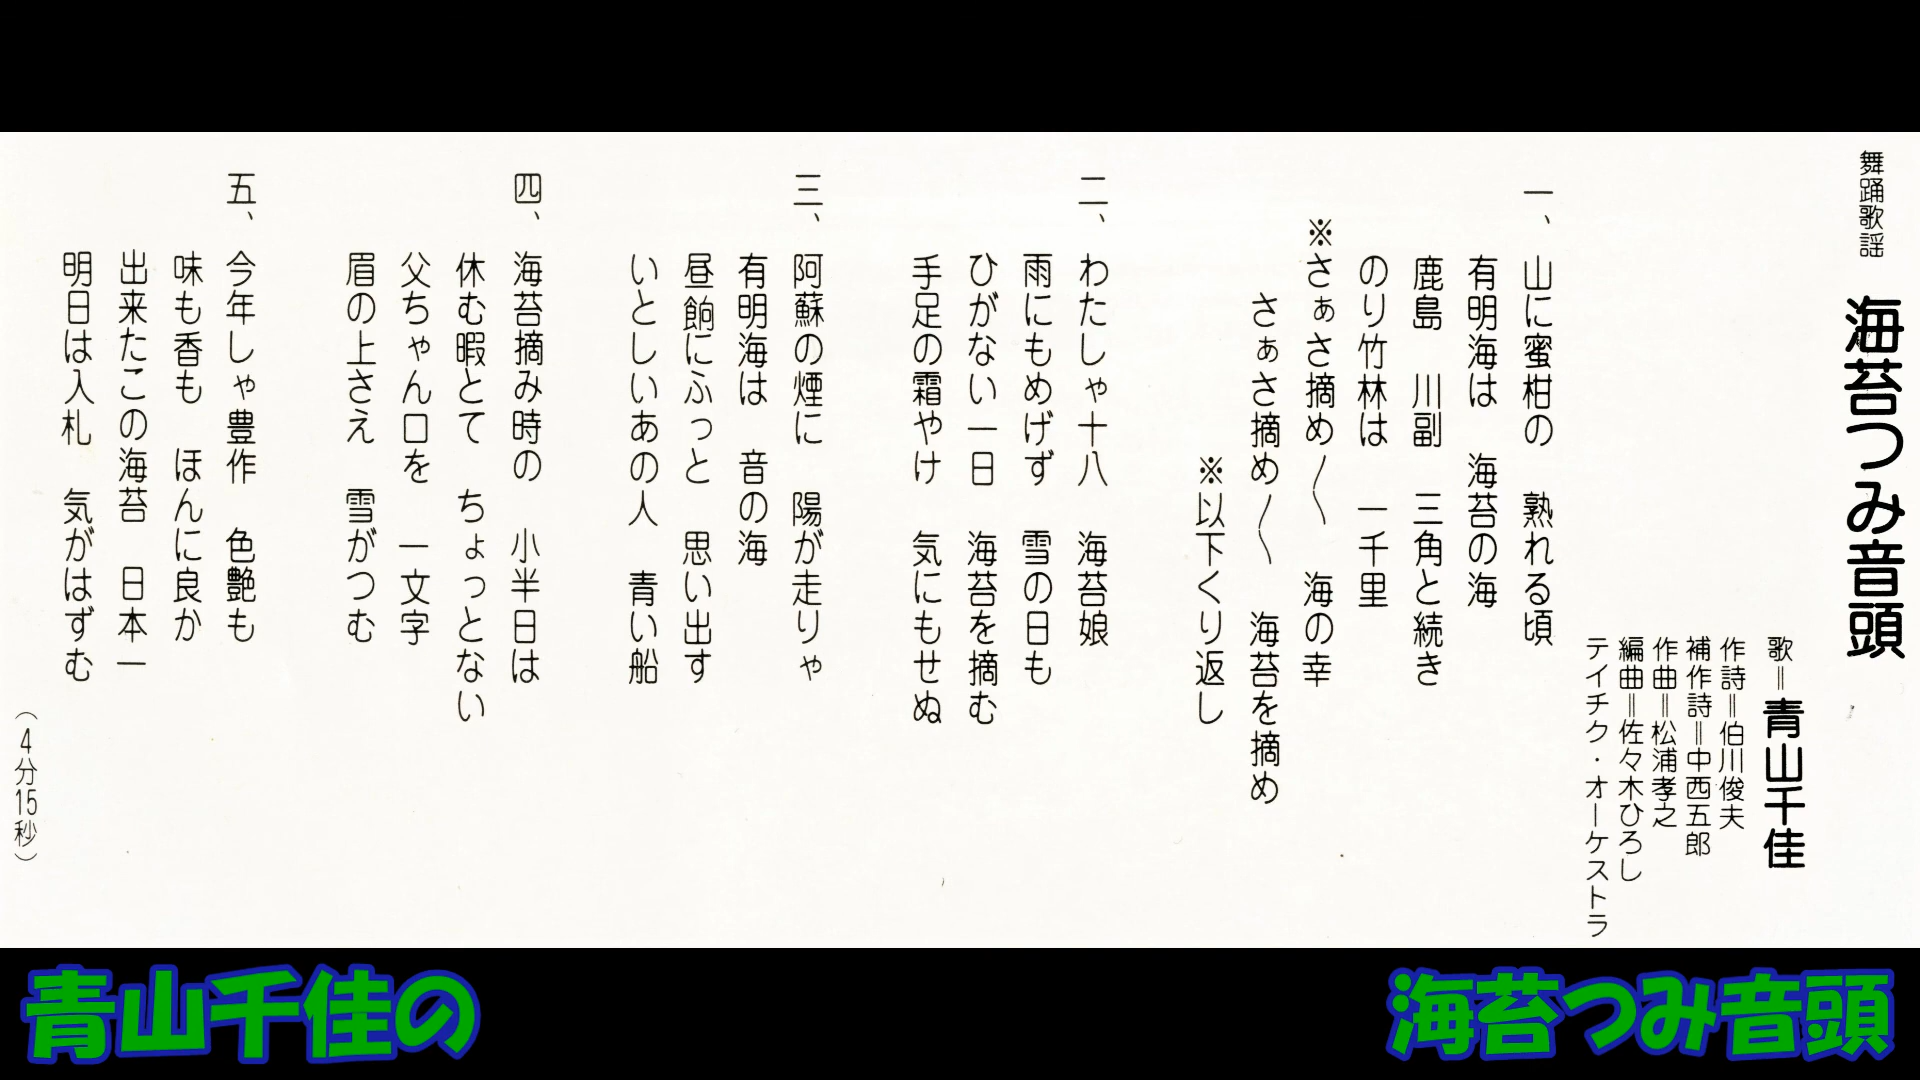 舞踊歌謡　海苔つみ音頭
歌＝青山千佳
作詩＝伯川俊夫
補作詩＝中西五郎
作曲＝松浦孝之
編曲＝佐々木ひろし
テイチク・オーケストラ
一、山に蜜柑の　熟れる頃
有明海は　海苔の海
鹿島　川副　三角と続き
のり竹林は　一千里
※さぁさ摘め〳〵　海の幸
さぁさ摘め〳〵　海苔を摘め
※以下くり返し
二、わたしゃ十八　海苔娘
雨にもめげず　雪の日も
ひがない一日　海苔を摘む
手足の霜やけ　気にもせぬ
三、阿蘇の煙に　陽が走りゃ
有明海は　音の海
昼餉にふっと　思い出す
いとしいあの人　青い船
四、海苔摘み時の　小半日は
休む暇とて　ちょっとない
父ちゃん口を　一文字
眉の上さえ　雪がつむ
五、今年しゃ豊作　色艶も
味も香も　ほんに良か
出来たこの海苔　日本一
明日は入札　気がはずむ
（4分15秒）
青山千佳の
海苔つみ音頭